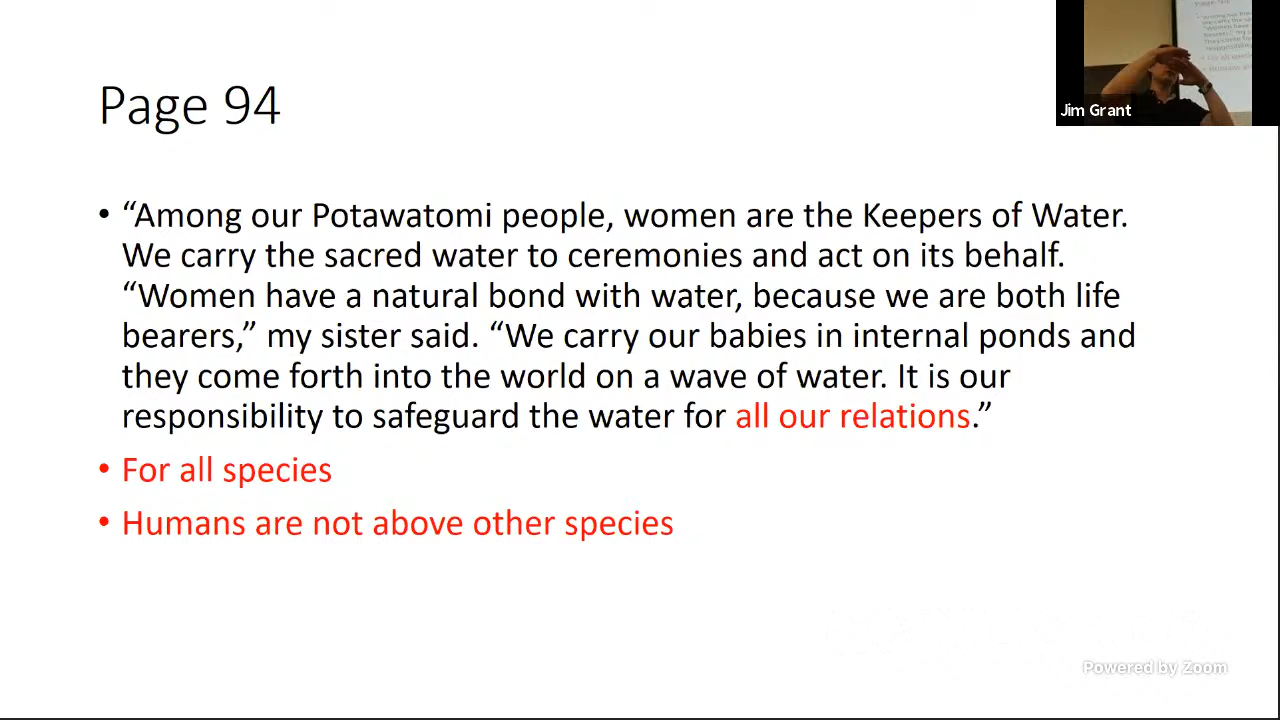 Page 94
Jim Grant
• “Among our Potawatomi people, women are the Keepers of Water.
We carry the sacred water to ceremonies and act on its behalf.
“Women have a natural bond with water, because we are both life
bearers,” my sister said. “We carry our babies in internal ponds and
they come forth into the world on a wave of water. It is our
responsibility to safeguard the water for all our relations.”
• For all species
• Humans are not above other species
Powered by Zoom